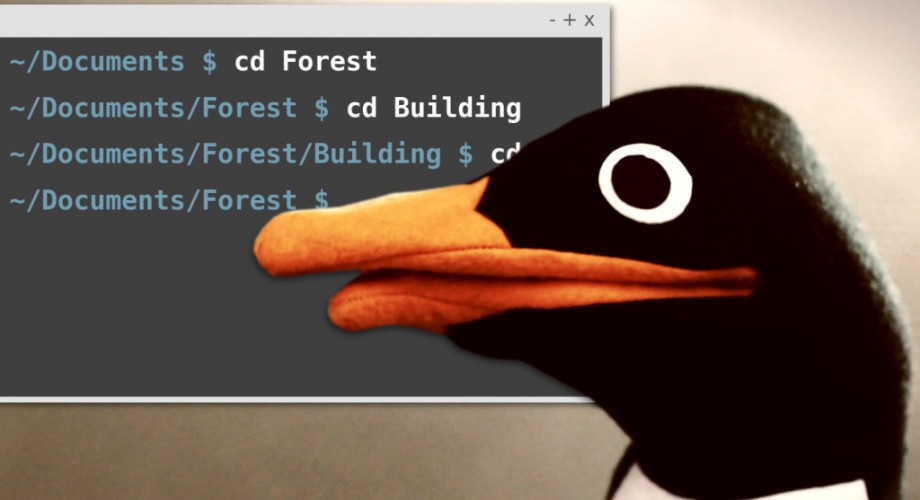 - + x
~/Documents $ cd Forest
~/Documents/Forest $ cd Building
~/Documents/Forest/Building $ cd
~/Documents/Forest $